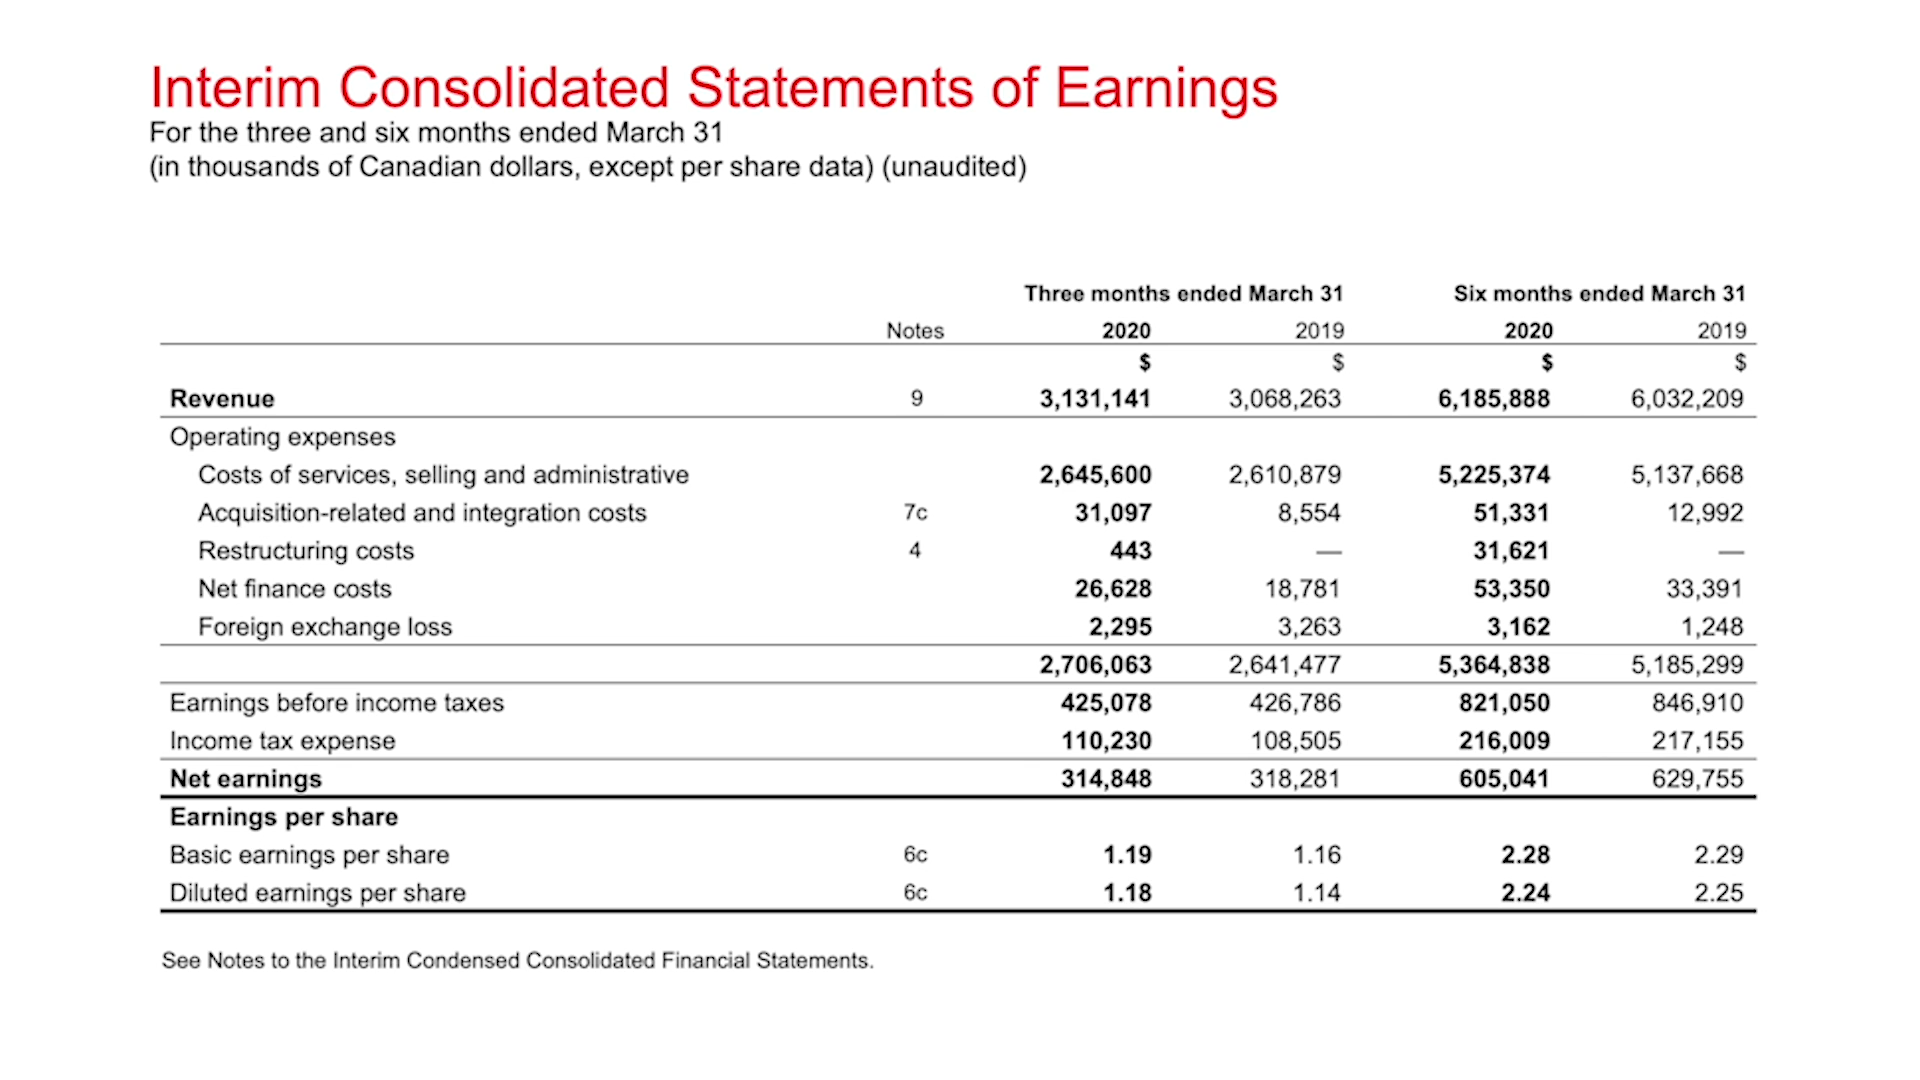 Interim Consolidated Statements of Earnings
For the three and six months ended March 31
(in thousands of Canadian dollars, except per share data) (unaudited)
Three months ended March 31 Six months ended March 31
Notes 2020 2019 2020 2019
$ $ $ $
Revenue 9 3,131,141 3,068,263 6,185,888 6,032,209
Operating expenses
Costs of services, selling and administrative 2,645,600 2,610,879 5,225,374 5,137,668
Acquisition-related and integration costs 7c 31,097 8,554 51,331 12,992
Restructuring costs 4 443 — 31,621 —
Net finance costs 26,628 18,781 53,350 33,391
Foreign exchange loss 2,295 3,263 3,162 1,248
2,706,063 2,641,477 5,364,838 5,185,299
Earnings before income taxes 425,078 426,786 821,050 846,910
Income tax expense 110,230 108,505 216,009 217,155
Net earnings 314,848 318,281 605,041 629,755
Earnings per share
Basic earnings per share 6c 1.19 1.16 2.28 2.29
Diluted earnings per share 6c 1.18 1.14 2.24 2.25
See Notes to the Interim Condensed Consolidated Financial Statements.